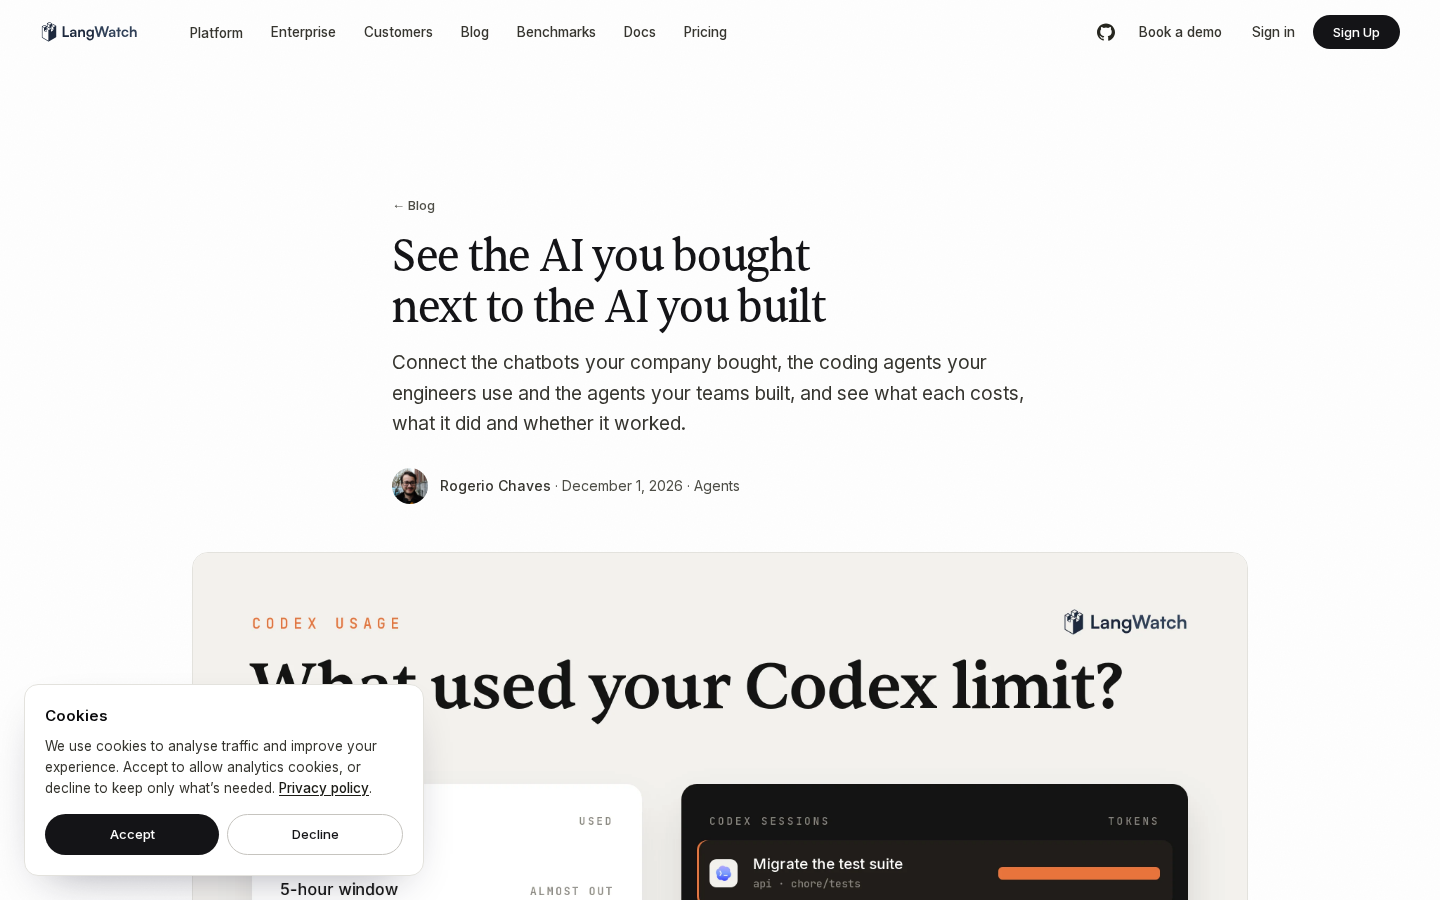 LangWatch
Platform
Enterprise
Customers
Blog
Benchmarks
Docs
Pricing
Book a demo
Sign in
Sign Up
← Blog
See the AI you bought
next to the AI you built
Connect the chatbots your company bought, the coding agents your
engineers use and the agents your teams built, and see what each costs,
what it did and whether it worked.
Rogerio Chaves · December 1, 2026 · Agents
CODEX USAGE
LangWatch
What used your Codex limit?
Cookies
We use cookies to analyse traffic and improve your
experience. Accept to allow analytics cookies, or
decline to keep only what’s needed. Privacy policy.
Accept
Decline
USED
5-hour window
ALMOST OUT
CODEX SESSIONS
TOKENS
Migrate the test suite
api · chore/tests